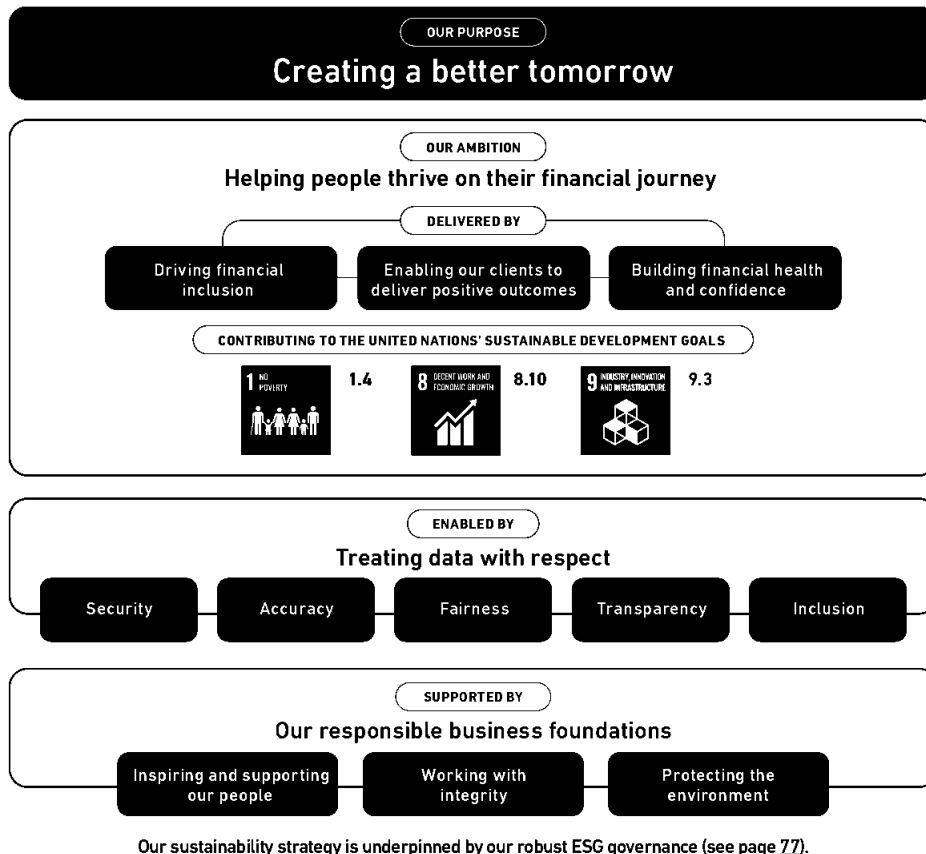 OUR PURPOSE
Creating a better tomorrow
OUR AMBITION
Helping people thrive on their financial journey
DELIVERED BY
Driving financial
inclusion
Enabling our clients to
deliver positive outcomes
Building financial health
and confidence
CONTRIBUTING TO THE UNITED NATIONS' SUSTAINABLE DEVELOPMENT GOALS
1 NO
POVERTY
1.4
8 DECENT WORK AND
ECONOMIC GROWTH
8.10
9 INDUSTRY, INNOVATION
AND INFRASTRUCTURE
9.3
ENABLED BY
Treating data with respect
Security
Accuracy
Fairness
Transparency
Inclusion
SUPPORTED BY
Our responsible business foundations
Inspiring and supporting
our people
Working with
integrity
Protecting the
environment
Our sustainability strategy is underpinned by our robust ESG governance (see page 77).